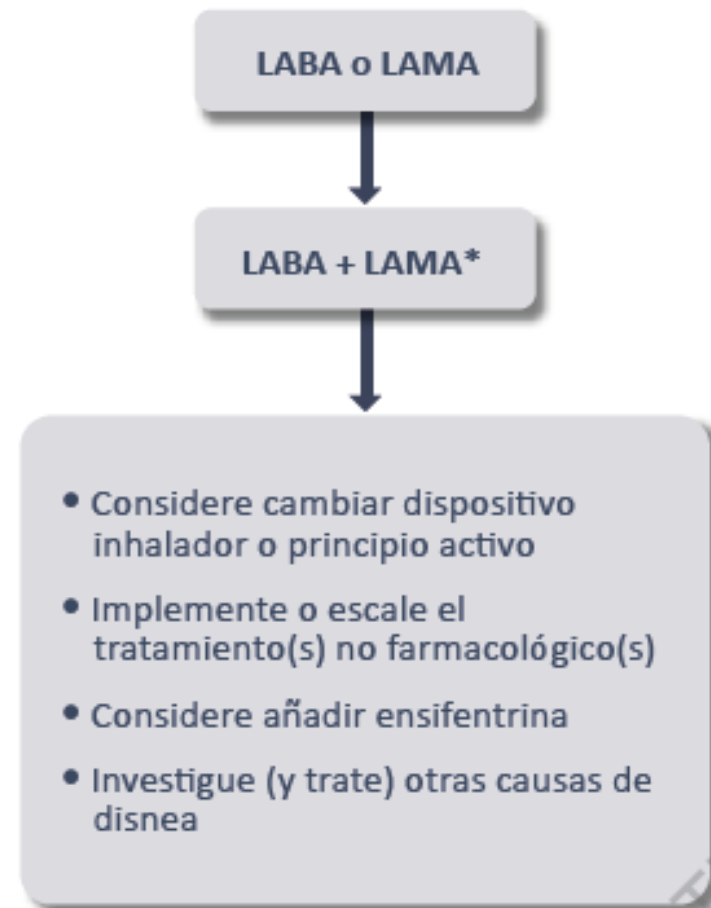 LABA o LAMA
LABA + LAMA*
• Considere cambiar dispositivo
inhalador o principio activo
• Implemente o escale el
tratamiento(s) no farmacológico(s)
• Considere añadir ensifentrina
• Investigue (y trate) otras causas de
disnea